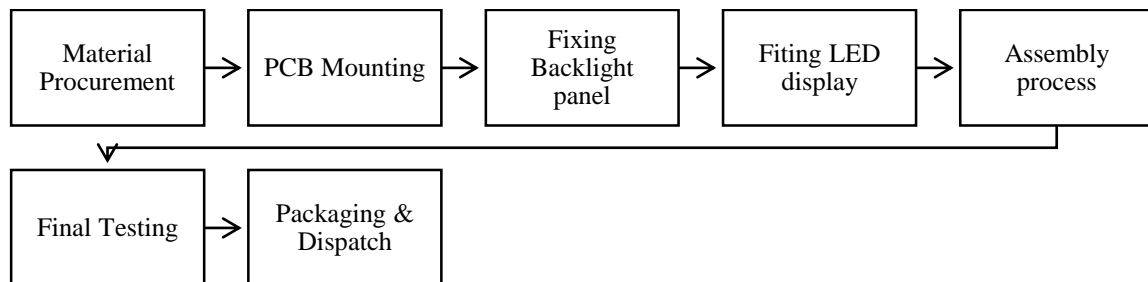 Material
Procurement
PCB Mounting
Fixing
Backlight
panel
Fiting LED
display
Assembly
process
Final Testing
Packaging &
Dispatch